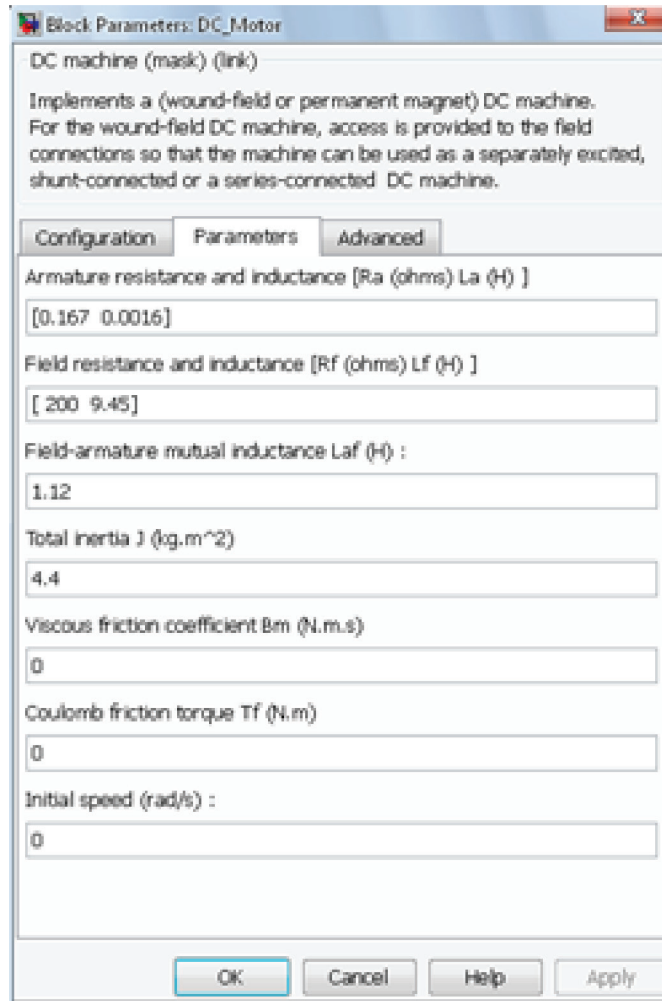 Block Parameters: DC_Motor
DC machine (mask) (link)
Implements a (wound-field or permanent magnet) DC machine.
For the wound-field DC machine, access is provided to the field
connections so that the machine can be used as a separately excited,
shunt-connected or a series-connected DC machine.
Configuration Parameters Advanced
Armature resistance and inductance [Ra (ohms) La (H) ]
[0.167 0.0016]
Field resistance and inductance [Rf (ohms) Lf (H) ]
[ 200 9.45]
Field-armature mutual inductance Laf (H) :
1.12
Total inertia J (kg.m^2)
4.4
Viscous friction coefficient Bm (N.m.s)
0
Coulomb friction torque Tf (N.m)
0
Initial speed (rad/s) :
0
OK Cancel Help Apply